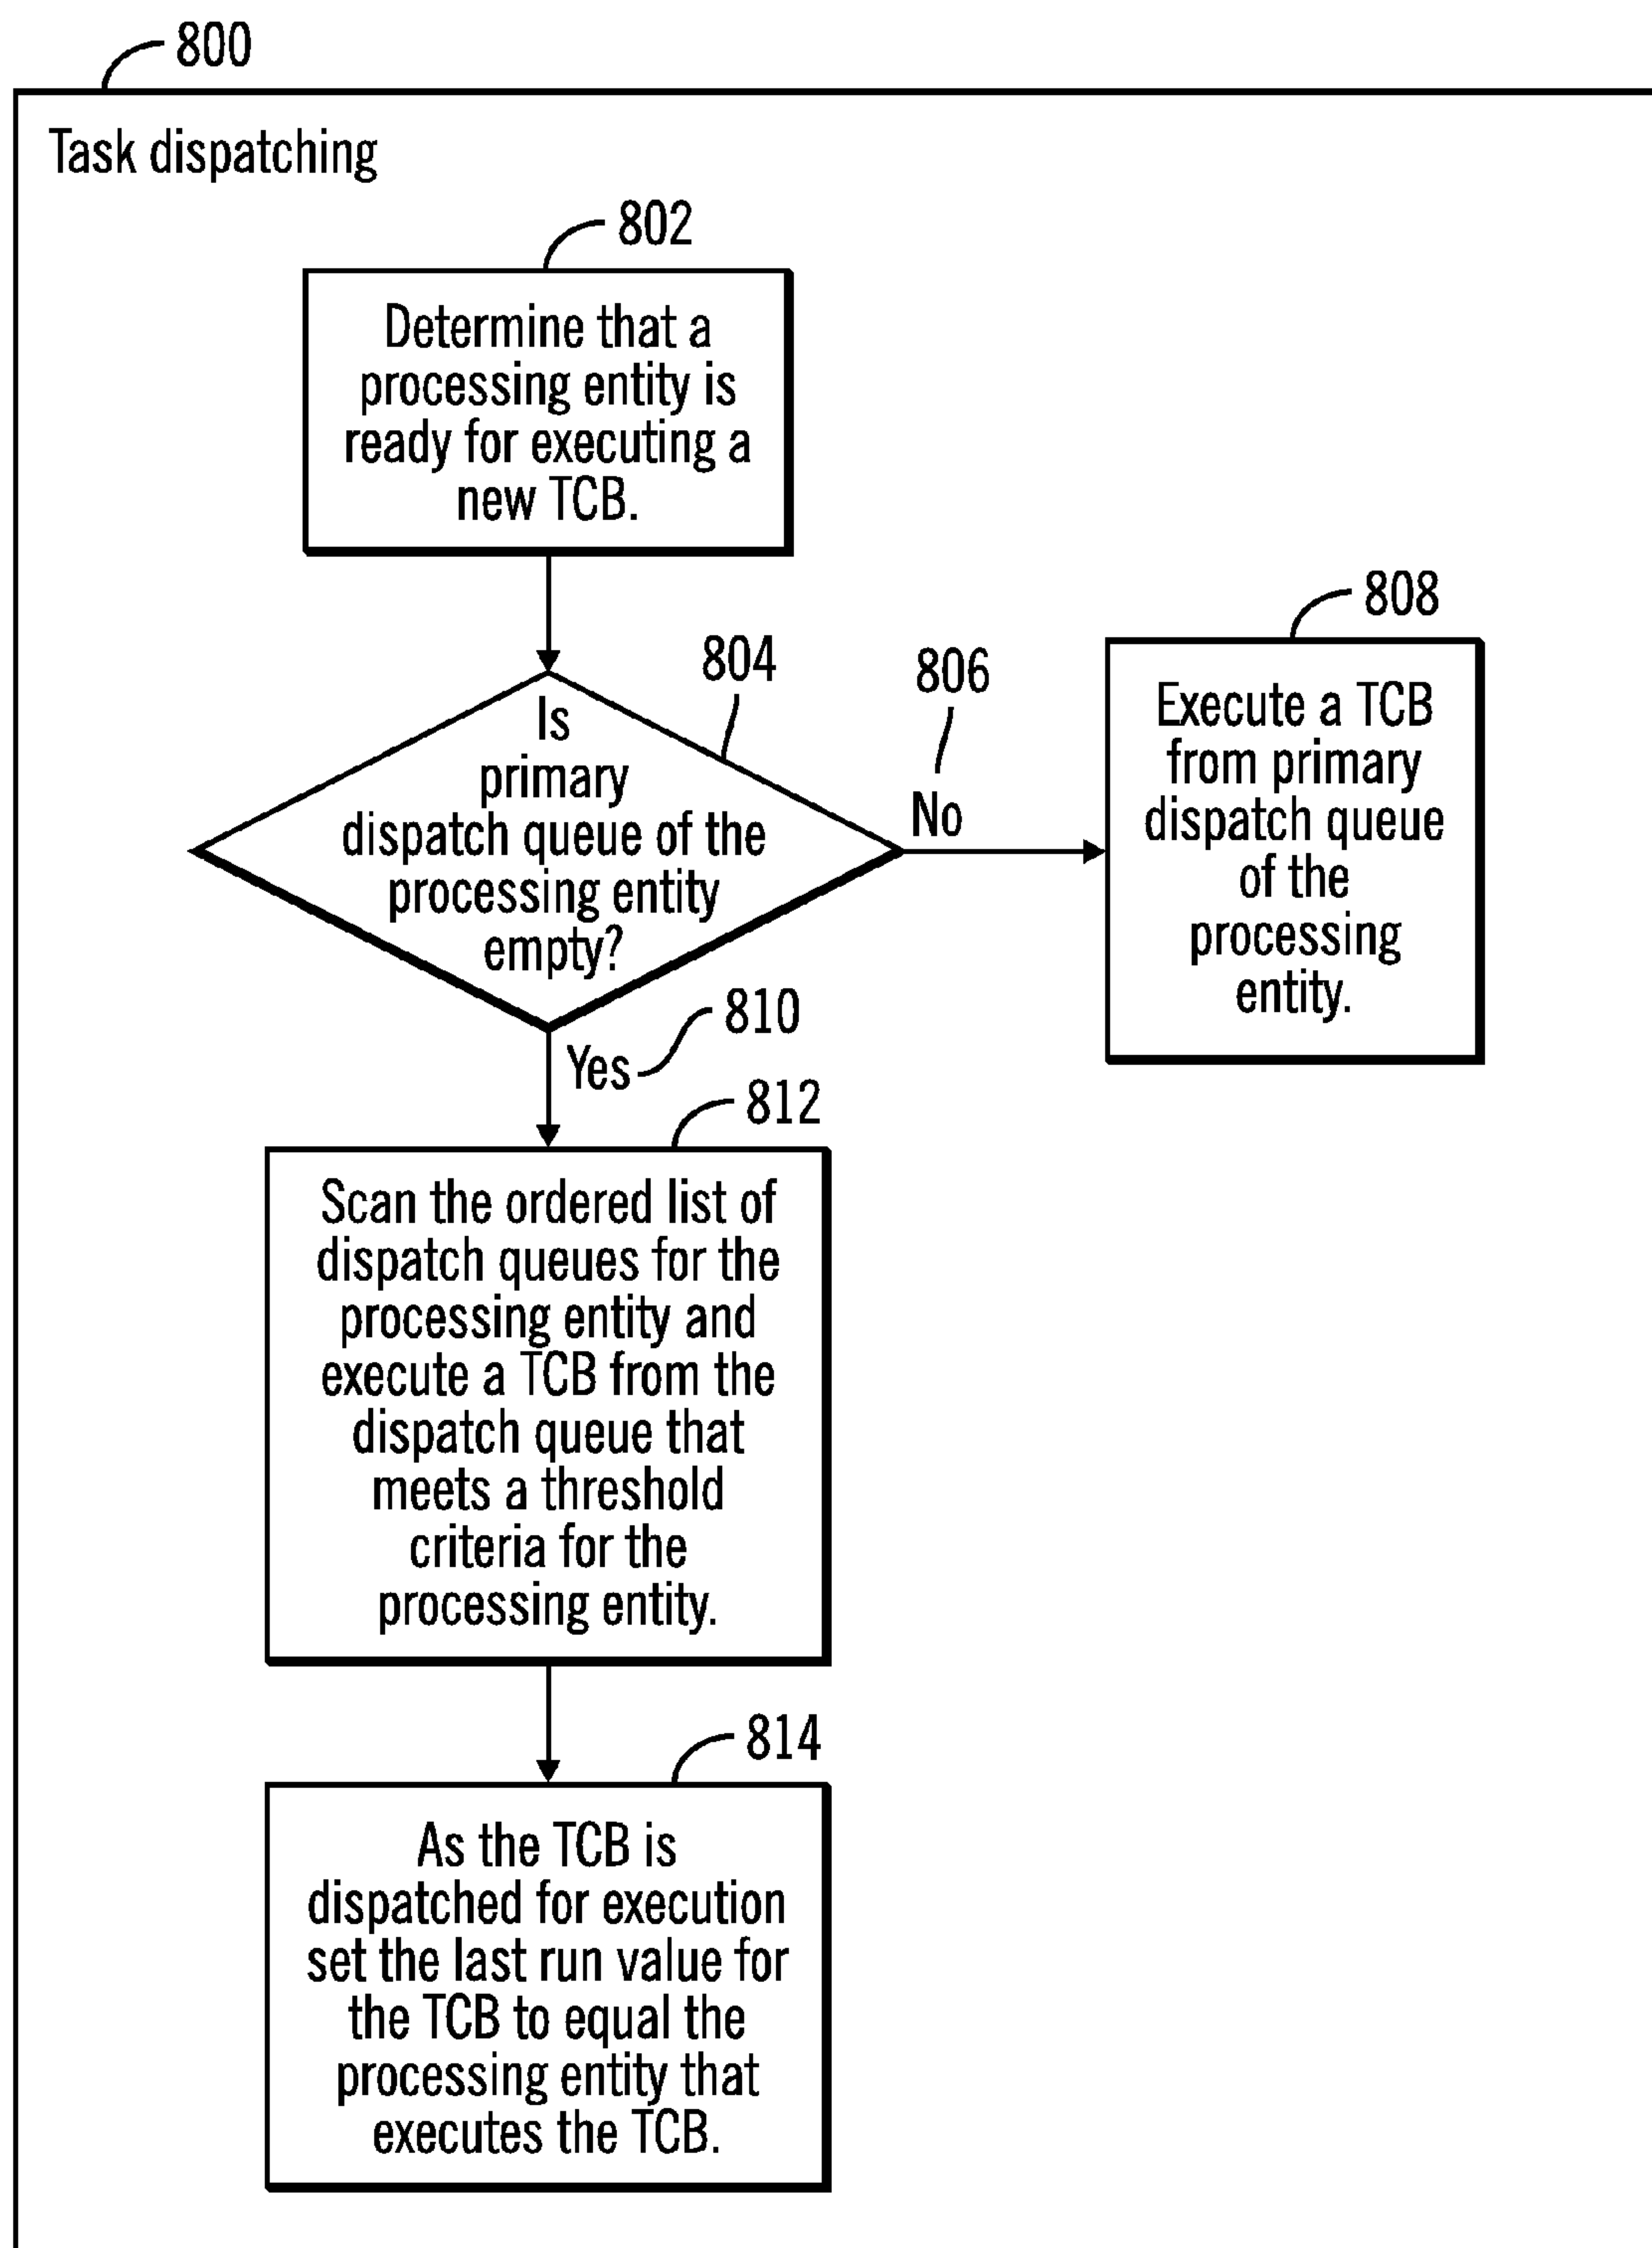 800
Task dispatching
802
Determine that a
processing entity is
ready for executing a
new TCB.
804
Is
primary
dispatch queue of the
processing entity
empty?
806
No
808
Execute a TCB
from primary
dispatch queue
of the
processing
entity.
810
Yes
812
Scan the ordered list of
dispatch queues for the
processing entity and
execute a TCB from the
dispatch queue that
meets a threshold
criteria for the
processing entity.
814
As the TCB is
dispatched for execution
set the last run value for
the TCB to equal the
processing entity that
executes the TCB.